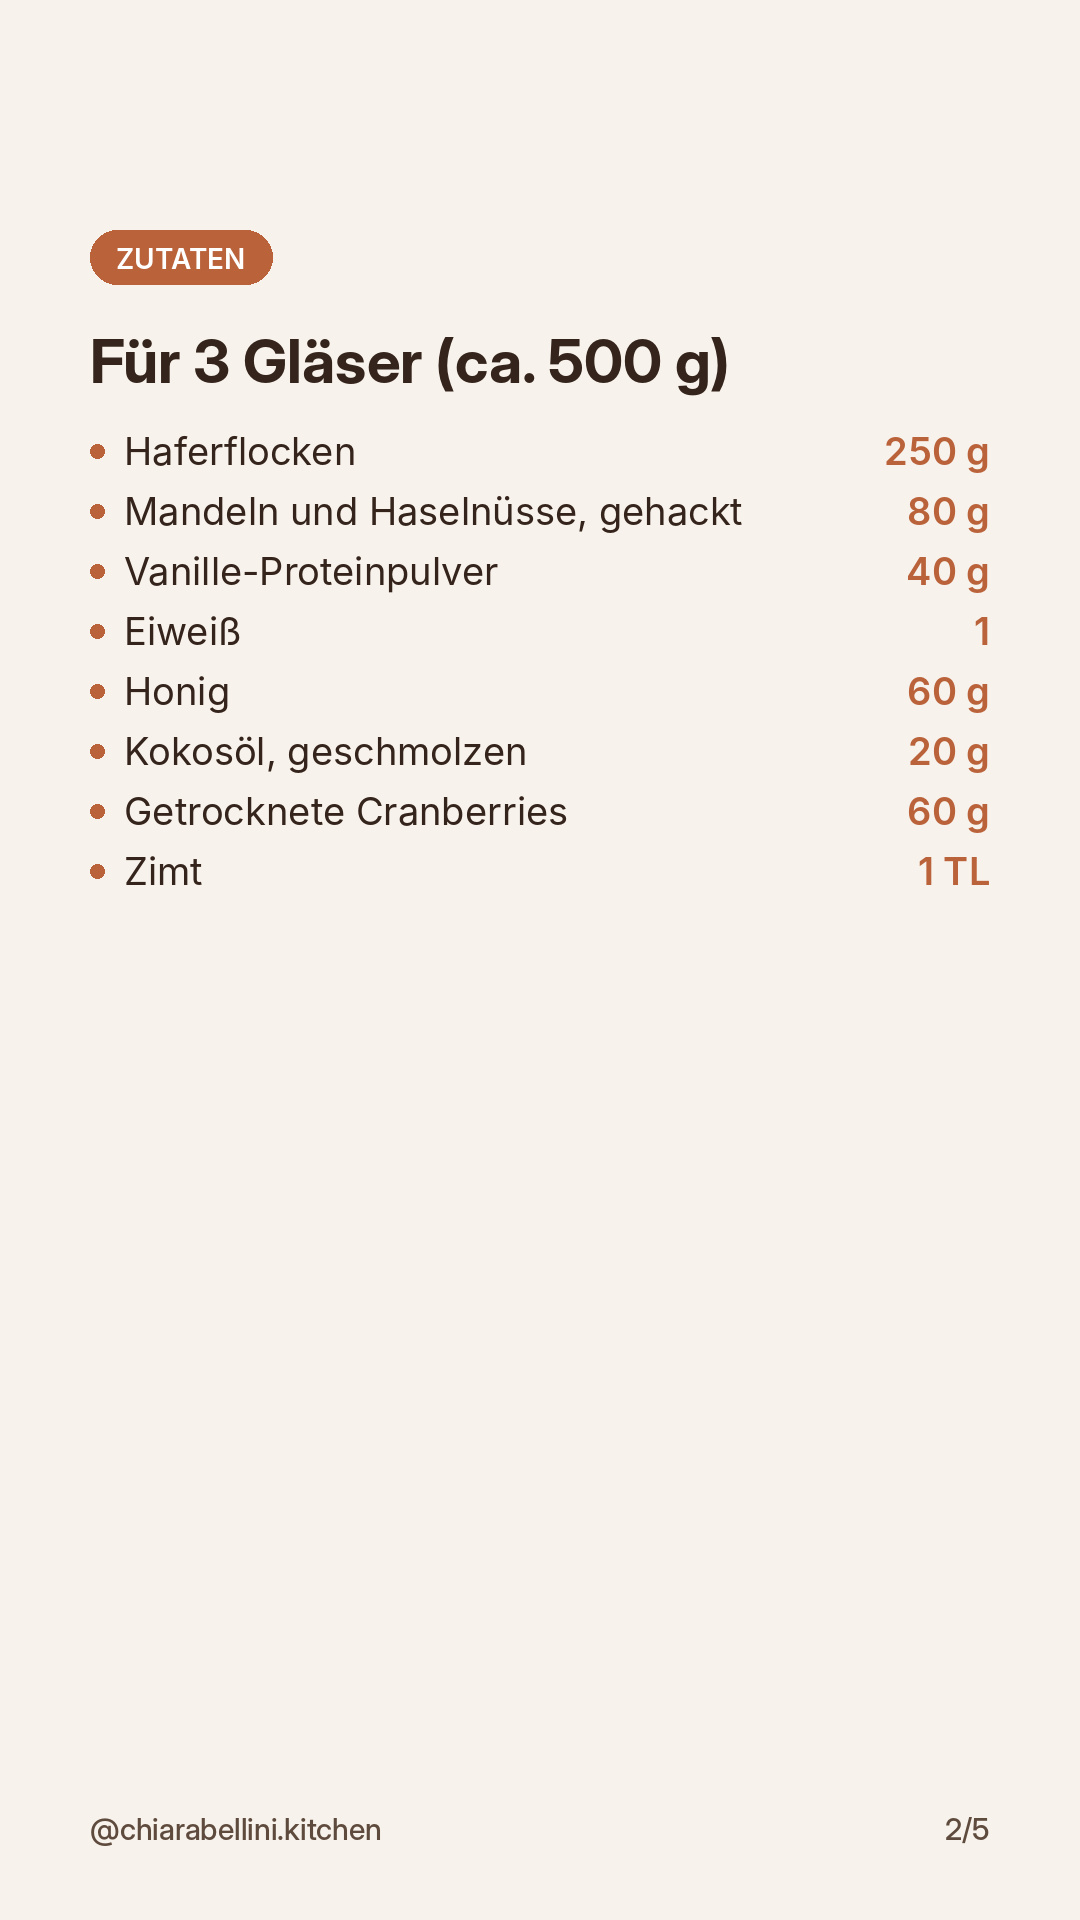 ZUTATEN
Für 3 Gläser (ca. 500 g)
Haferflocken 250 g
Mandeln und Haselnüsse, gehackt 80 g
Vanille-Proteinpulver 40 g
Eiweiß 1
Honig 60 g
Kokosöl, geschmolzen 20 g
Getrocknete Cranberries 60 g
Zimt 1 TL
@chiarabellini.kitchen 2/5